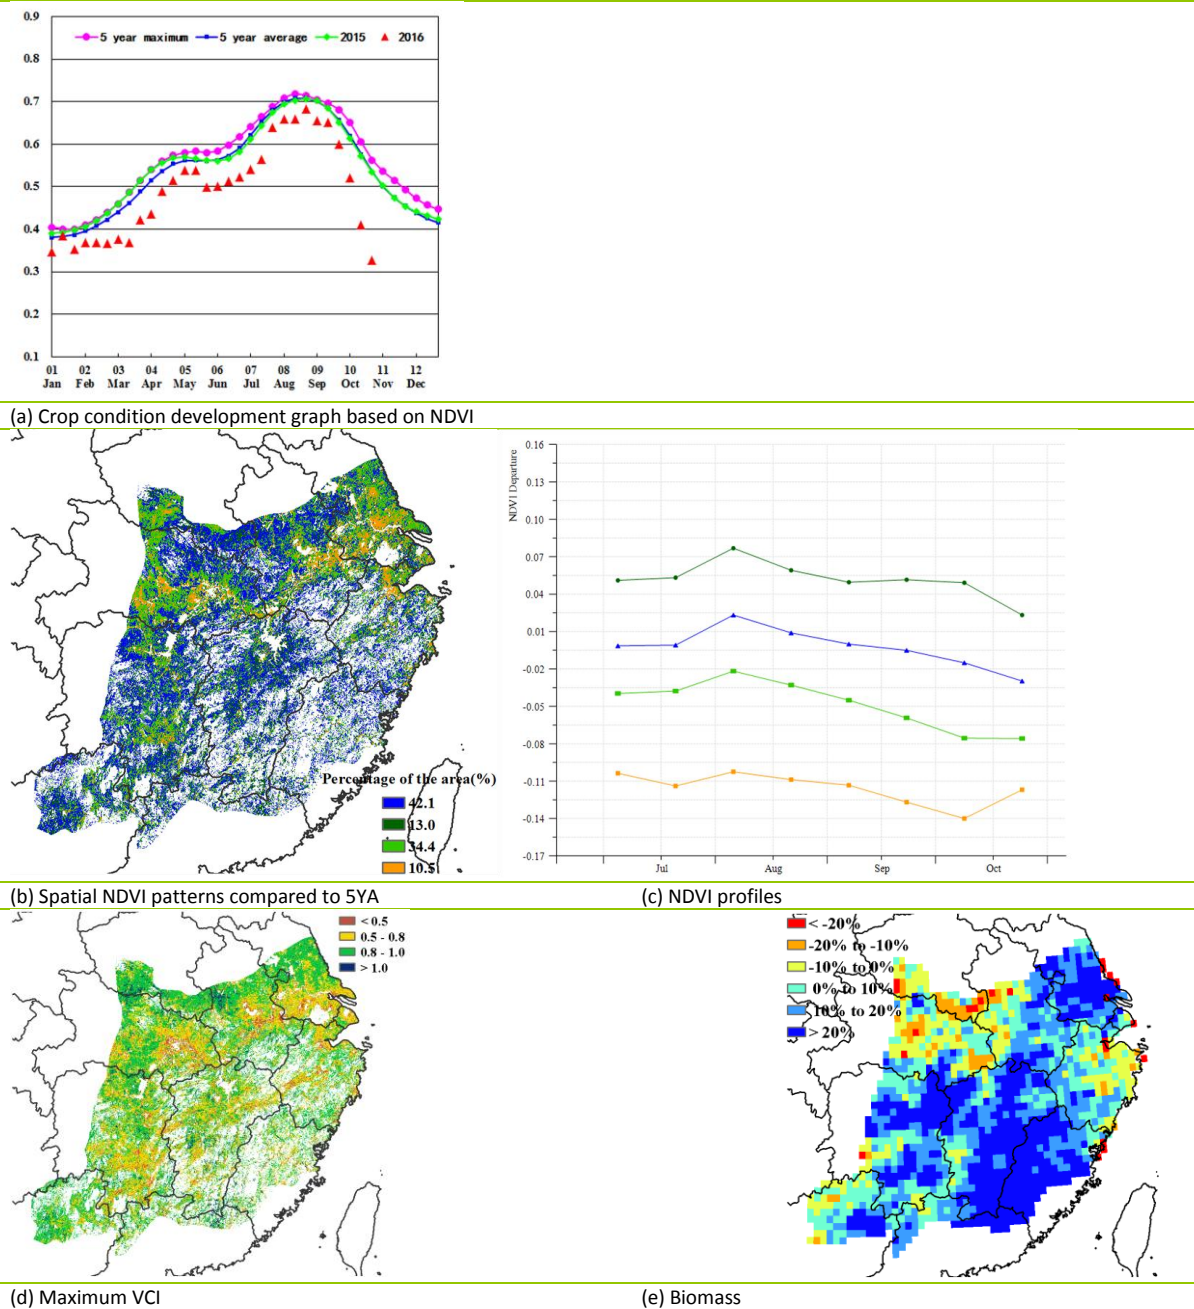 0.9
5 year maximum 5 year average 2015 2016
0.8
0.7
0.6
0.5
0.4
0.3
0.2
0.1
01 02 03 04 05 06 07 08 09 10 11 12
Jan Feb Mar Apr May Jun Jul Aug Sep Oct Nov Dec
(a) Crop condition development graph based on NDVI
Percentage of the area(%)
42.1
13.0
34.4
10.5
NDVI Departure
0.16
0.13
0.10
0.07
0.04
0.01
-0.02
-0.05
-0.08
-0.11
-0.14
-0.17
Jul Aug Sep Oct
(b) Spatial NDVI patterns compared to 5YA (c) NDVI profiles
< 0.5
0.5 - 0.8
0.8 - 1.0
> 1.0
< -20%
-20% to -10%
-10% to 0%
0% to 10%
10% to 20%
> 20%
(d) Maximum VCI (e) Biomass